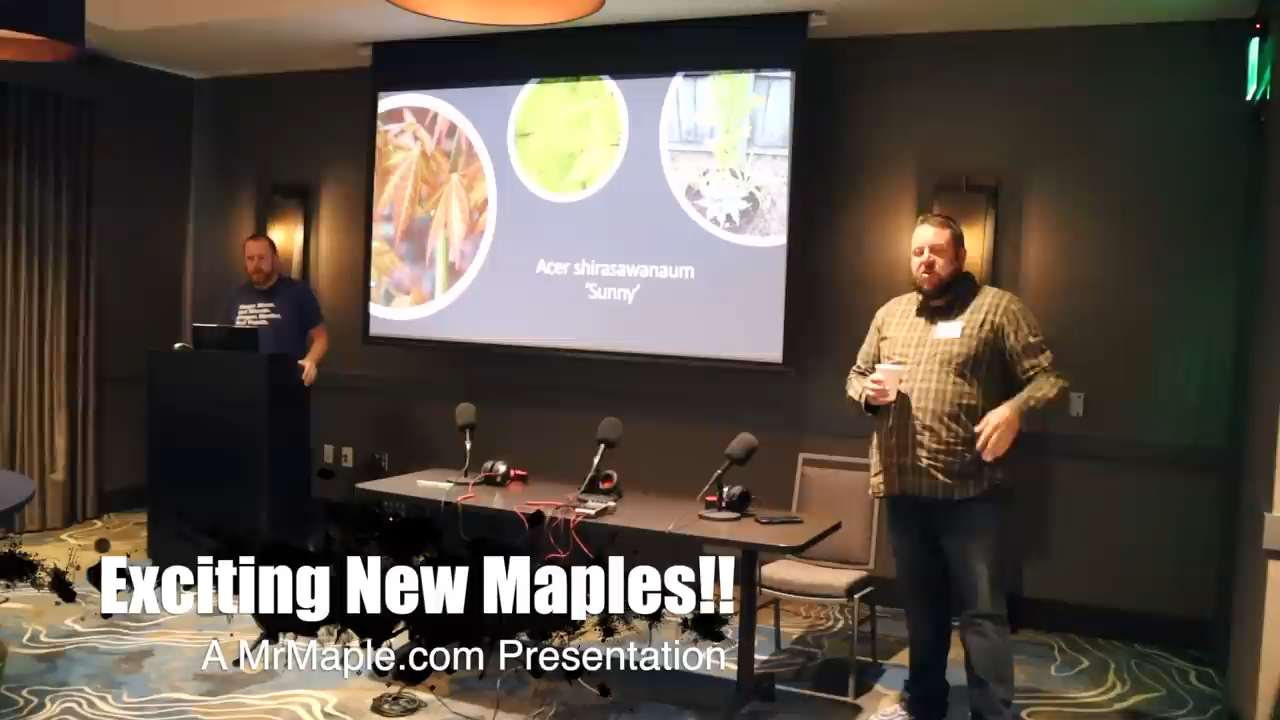 Acer shirasawanaum
'Sunny'
Exciting New Maples!!
A MrMaple.com Presentation